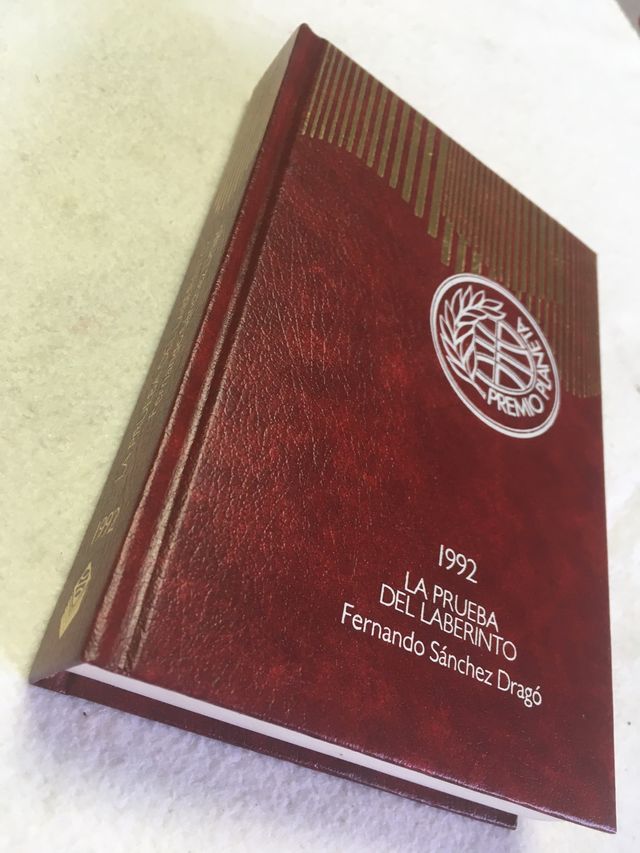 PREMIO PLANETA
1992
LA PRUEBA
DEL LABERINTO
Fernando Sánchez Dragó
1992